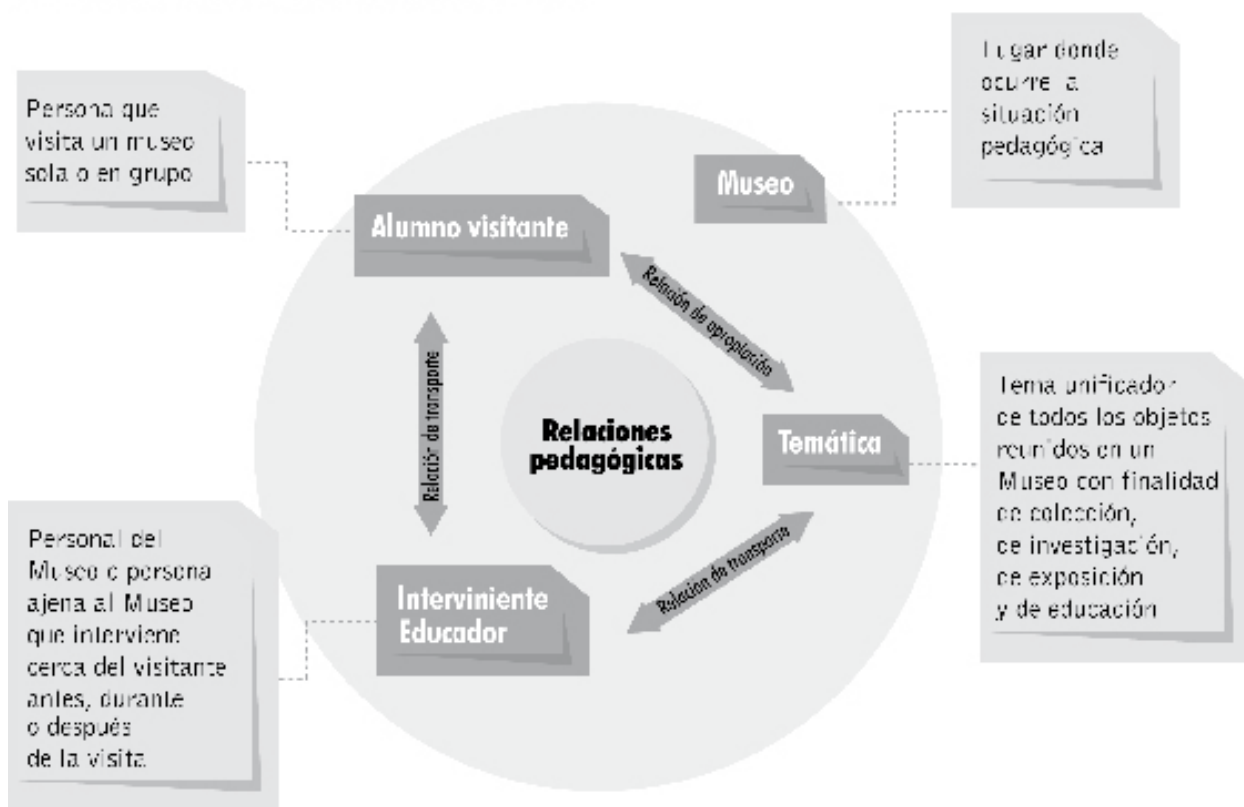 Persona que
visita un museo
sola o en grupo
Lugar donde
ocurre la
situación
pedagógica
Museo
Alumno visitante
Relación de apropiación
Relación de transporte
Relaciones
pedagógicas
Temática
Tema unificador
de todos los objetos
reunidos en un
Museo con finalidad
de colección,
de investigación,
de exposición
y de educación
Relación de transporte
Interviniente
Educador
Personal del
Museo o persona
ajena al Museo
que interviene
cerca del visitante
antes, durante
o después
de la visita